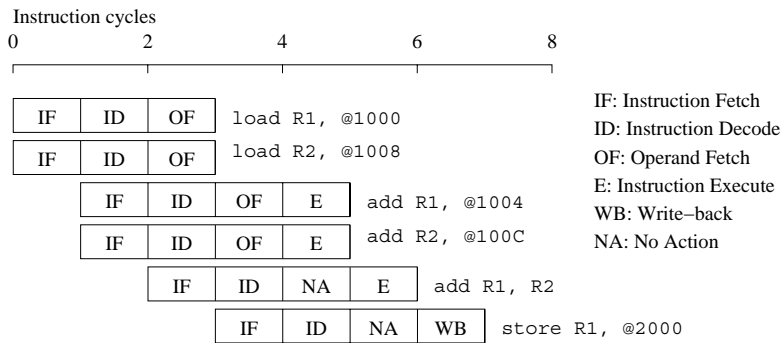 Instruction cycles
0 2 4 6 8
IF ID OF load R1, @1000
IF ID OF load R2, @1008
IF ID OF E add R1, @1004
IF ID OF E add R2, @100C
IF ID NA E add R1, R2
IF ID NA WB store R1, @2000
IF: Instruction Fetch
ID: Instruction Decode
OF: Operand Fetch
E: Instruction Execute
WB: Write−back
NA: No Action